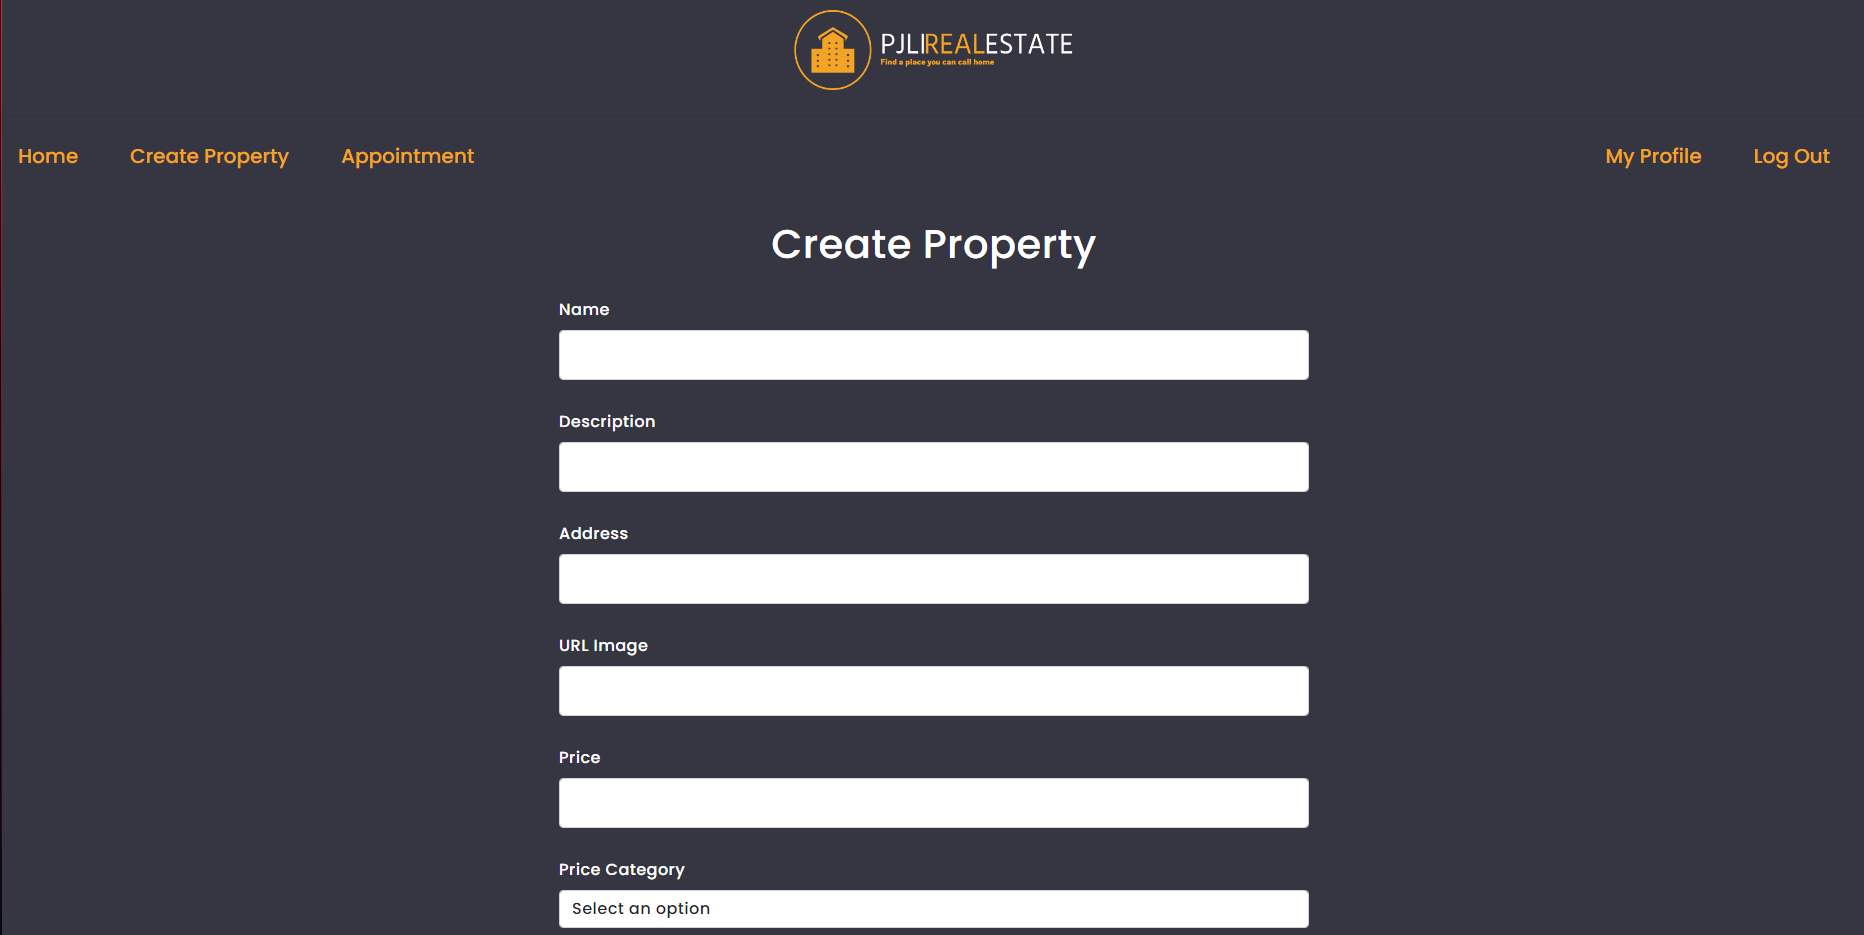 PJLIREALESTATE
Find a place you can call home
Home Create Property Appointment My Profile Log Out
Create Property
Name
Description
Address
URL Image
Price
Price Category
Select an option